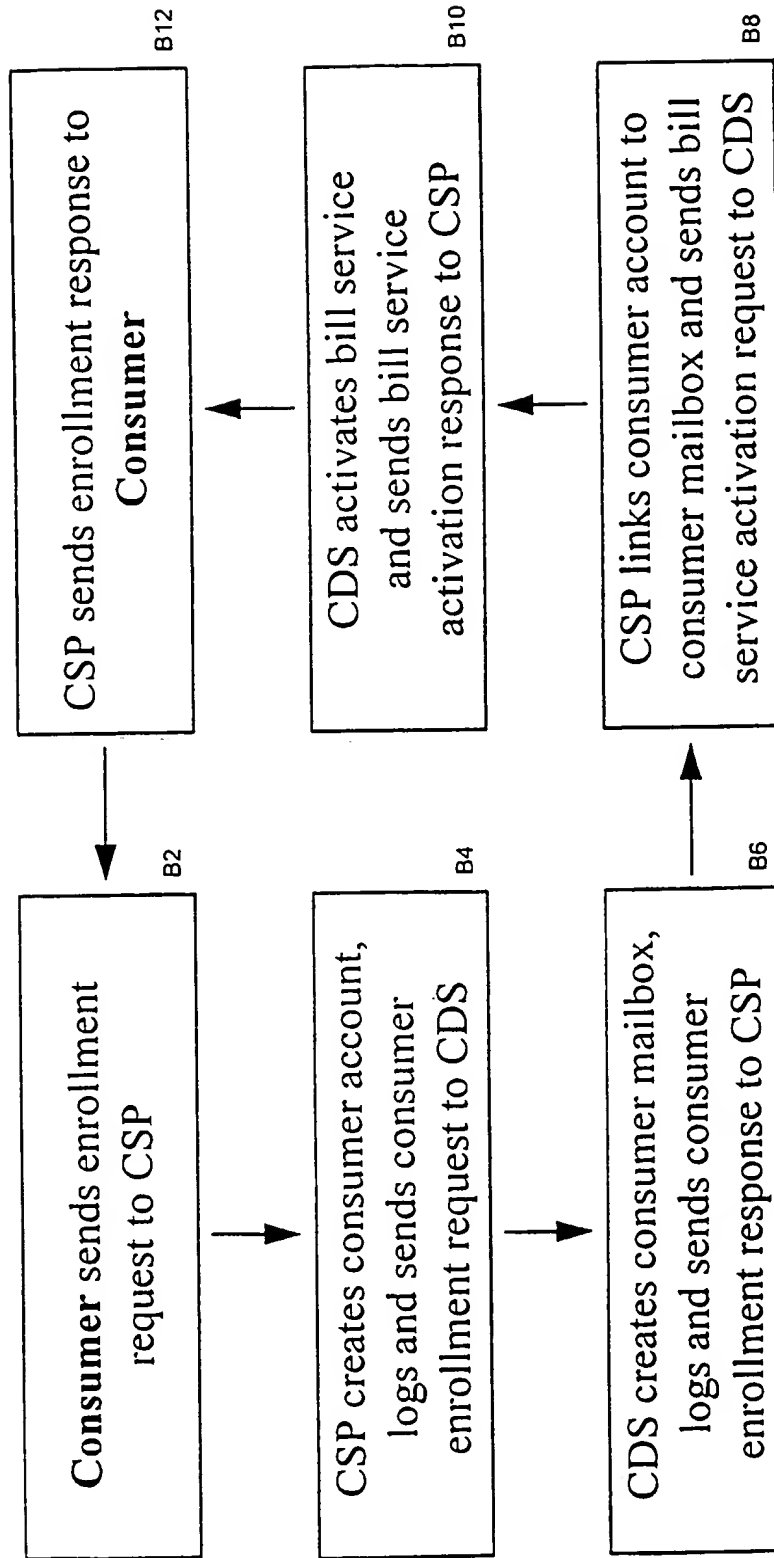 Consumer sends enrollment
request to CSP
B2
CSP creates consumer account,
logs and sends consumer
enrollment request to CDS
B4
CDS creates consumer mailbox,
logs and sends consumer
enrollment response to CSP
B6
CSP links consumer account to
consumer mailbox and sends bill
service activation request to CDS
B8
CDS activates bill service
and sends bill service
activation response to CSP
B10
CSP sends enrollment response to
Consumer
B12